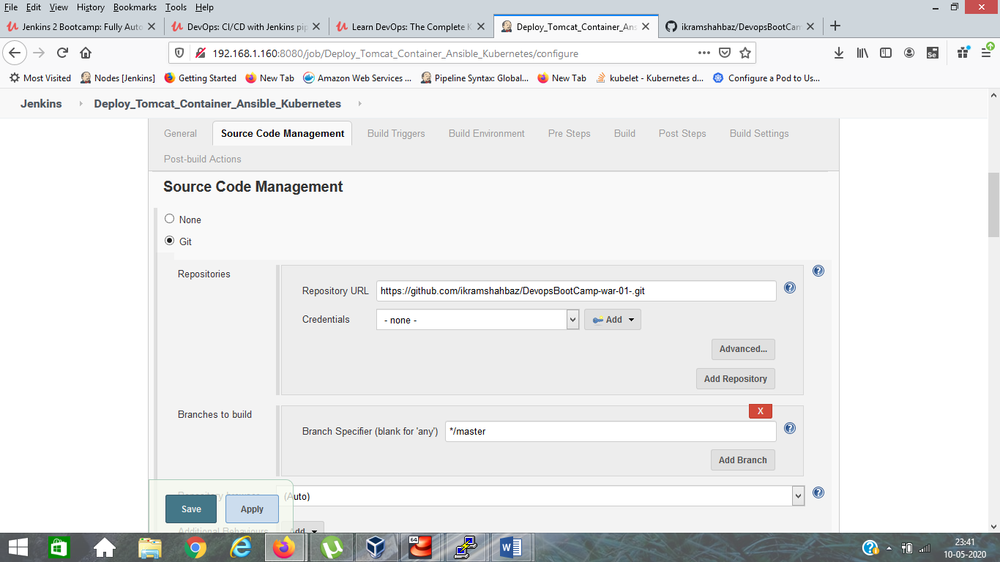 File Edit View History Bookmarks Tools Help
Jenkins 2 Bootcamp: Fully Auto
DevOps: CI/CD with Jenkins pip
Learn DevOps: The Complete K
Deploy_Tomcat_Container_Ans
ikramshahbaz/DevopsBootCam
192.168.1.160:8080/job/Deploy_Tomcat_Container_Ansible_Kubernetes/configure
Se
Most Visited Nodes [Jenkins] Getting Started New Tab Amazon Web Services ... Pipeline Syntax: Global... New Tab kubelet - Kubernetes d... Configure a Pod to Us...
Jenkins Deploy_Tomcat_Container_Ansible_Kubernetes
General Source Code Management Build Triggers Build Environment Pre Steps Build Post Steps Build Settings
Post-build Actions
Source Code Management
None
Git
Repositories
Repository URL https://github.com/ikramshahbaz/DevopsBootCamp-war-01-.git
Credentials - none - Add
Advanced...
Add Repository
Branches to build
X
Branch Specifier (blank for 'any') */master
Add Branch
Repository browser (Auto)
Save Apply
Additional Behaviours Add
64
W
23:41
10-05-2020